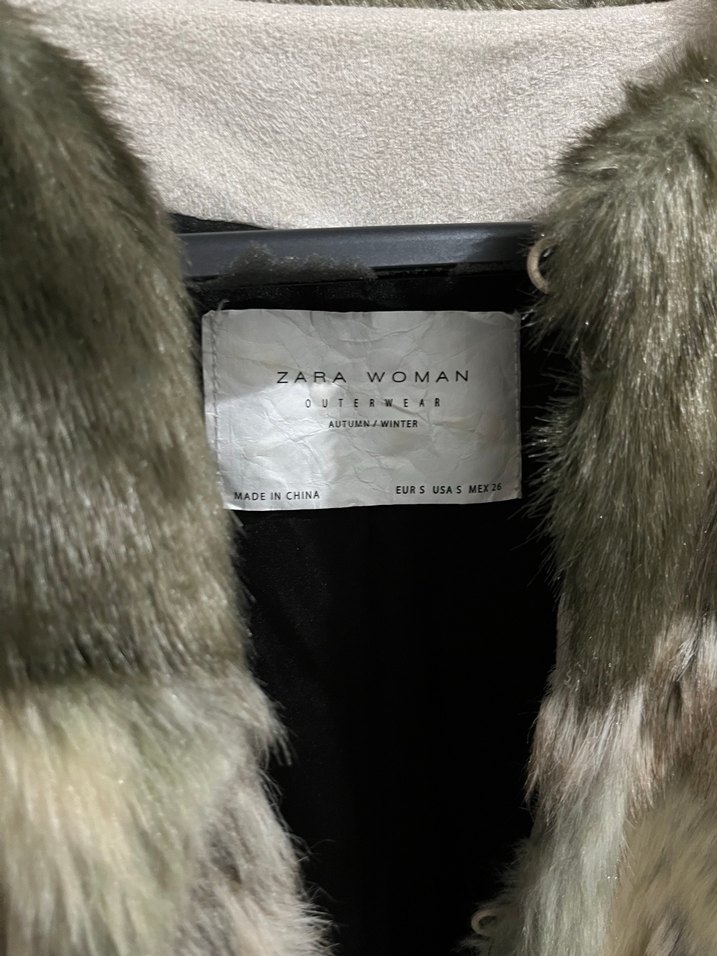 ZARA WOMAN
OUTERWEAR
AUTUMN / WINTER
MADE IN CHINA
EUR S USA S MEX 26